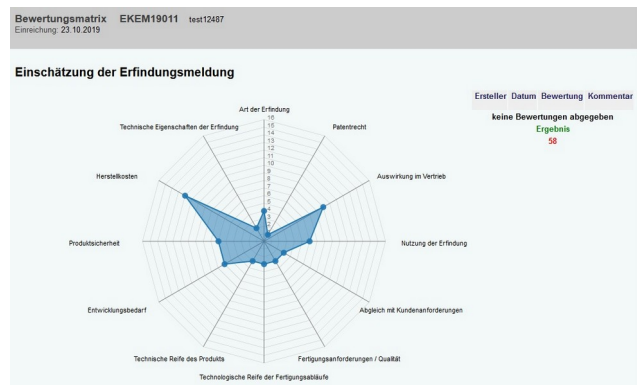 Bewertungsmatrix EKEM19011 test12487
Einreichung: 23.10.2019
Einschätzung der Erfindungsmeldung
Ersteller Datum Bewertung Kommentar
keine Bewertungen abgegeben
Ergebnis
58
Art der Erfindung
16
15
14
13
12
11
10
9
8
7
6
5
4
3
2
Patentrecht
Auswirkung im Vertrieb
Nutzung der Erfindung
Abgleich mit Kundenanforderungen
Fertigungsanforderungen / Qualität
Technologische Reife der Fertigungsabläufe
Technische Reife des Produkts
Entwicklungsbedarf
Produktsicherheit
Herstellkosten
Technische Eigenschaften der Erfindung